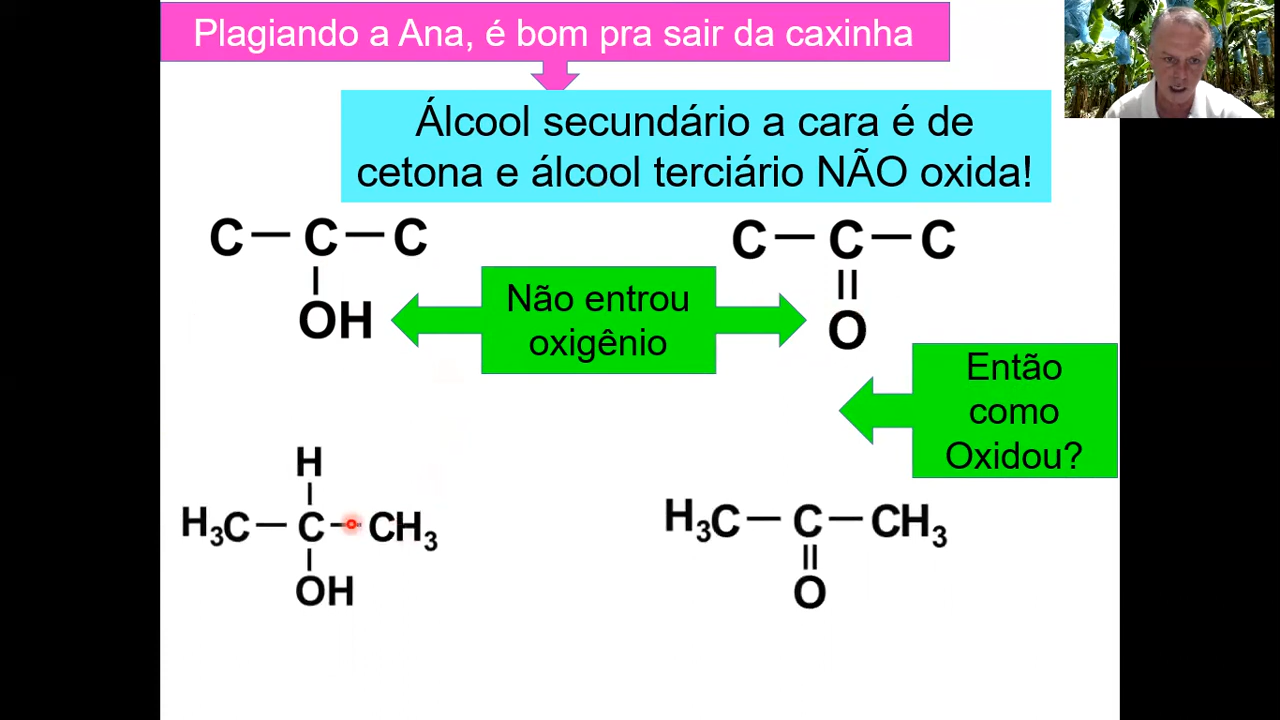 Plagiando a Ana, é bom pra sair da caxinha
Álcool secundário a cara é de
cetona e álcool terciário NÃO oxida!
C — C — C
|
OH
Não entrou
oxigênio
C — C — C
||
O
Então
como
Oxidou?
H
|
H₃C — C — CH₃
|
OH
H₃C — C — CH₃
||
O